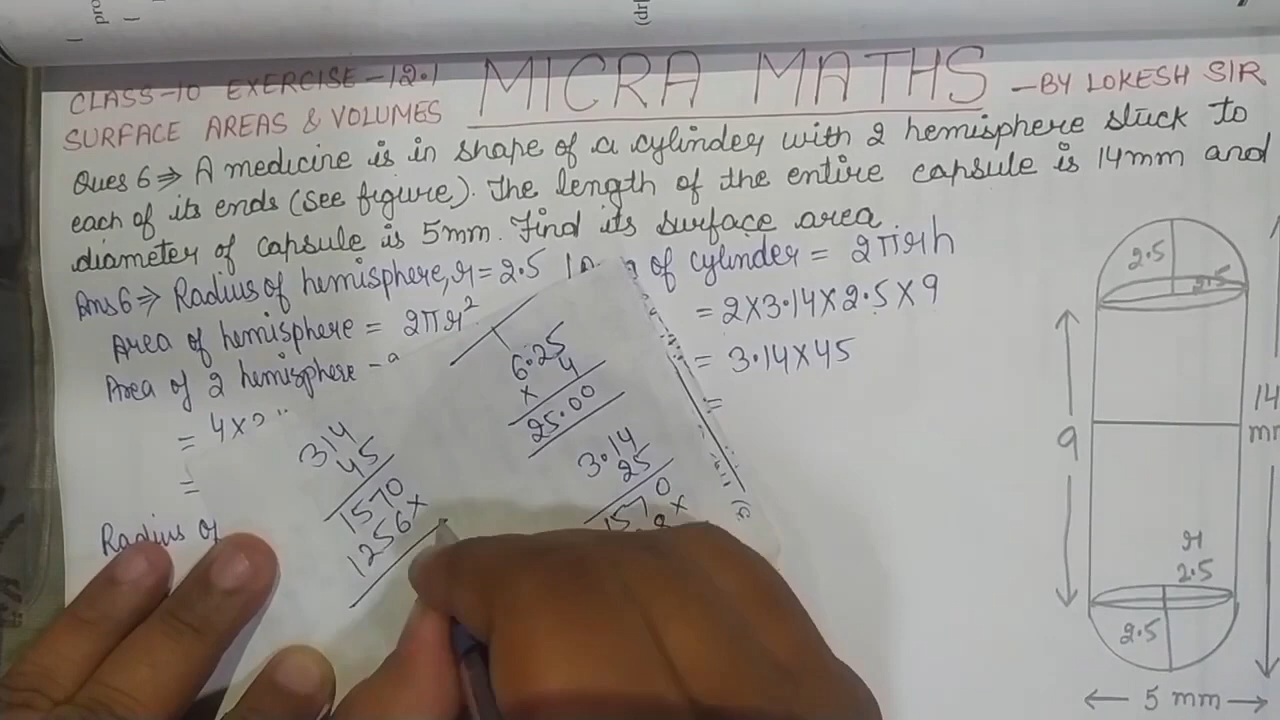 CLASS-10 EXERCISE-12.1
SURFACE AREAS & VOLUMES
MICRA MATHS
-BY LOKESH SIR
Ques 6⇒ A medicine is in shape of a cylinder with 2 hemisphere stuck to
each of its ends (see figure). The length of the entire capsule is 14mm and
diameter of capsule is 5mm. Find its surface area.
Ans 6⇒ Radius of hemisphere, r = 2.5
of cylinder = 2πrh
Area of hemisphere = 2πr²
= 2×3.14×2.5×9
Area of 2 hemisphere -
= 3.14×45
= 4×
=
=
Radius of
314
45
1570
1256×
6.25
× 4
25.00
3.14
25
1570
2.5
2.5
9
14
r
2.5
2.5
5 mm